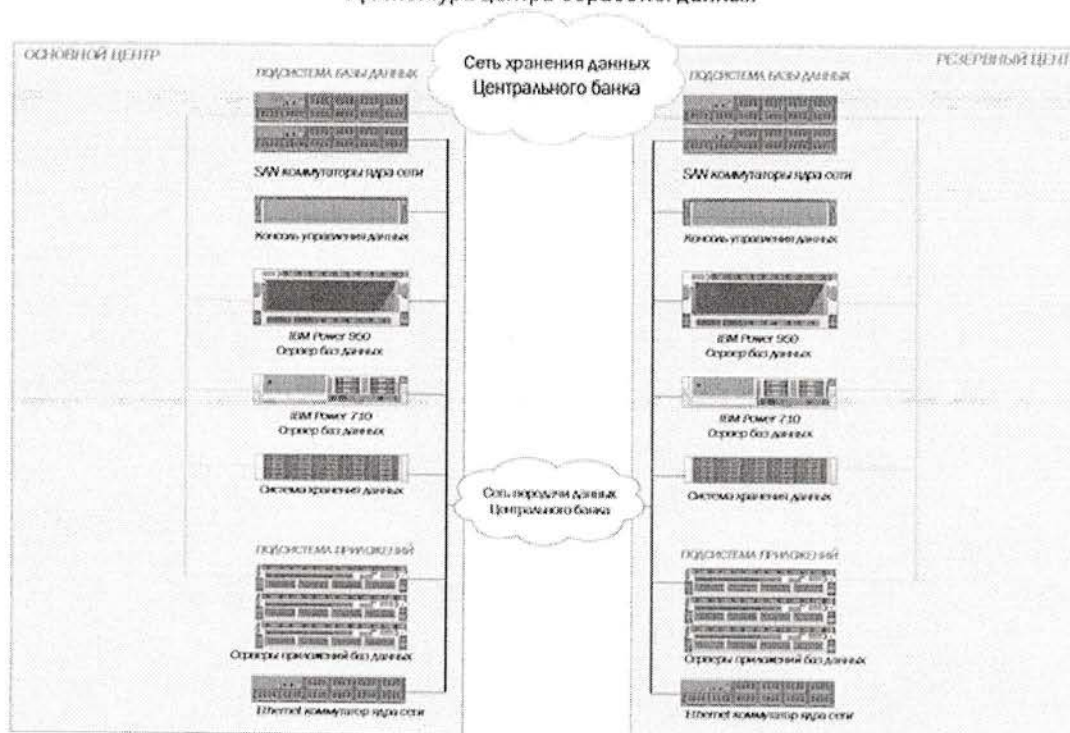 центра обработки данных
ОСНОВНОЙ ЦЕНТР
Сеть хранения данных
Центрального банка
РЕЗЕРВНЫЙ ЦЕНТ
ПОДСИСТЕМА БАЗЫ ДАННЫХ
SAN коммутаторы ядра сети
Консоль управления данных
IBM Power 950
Сервер баз данных
IBM Power 710
Сервер баз данных
Система хранения данных
ПОДСИСТЕМА ПРИЛОЖЕНИЙ
Серверы приложений баз данных
Ethernet коммутатор ядра сети
Сеть передачи данных
Центрального банка
ПОДСИСТЕМА БАЗЫ ДАННЫХ
SAN коммутаторы ядра сети
Консоль управления данных
IBM Power 950
Сервер баз данных
IBM Power 710
Сервер баз данных
Система хранения данных
ПОДСИСТЕМА ПРИЛОЖЕНИЙ
Серверы приложений баз данных
Ethernet коммутатор ядра сети